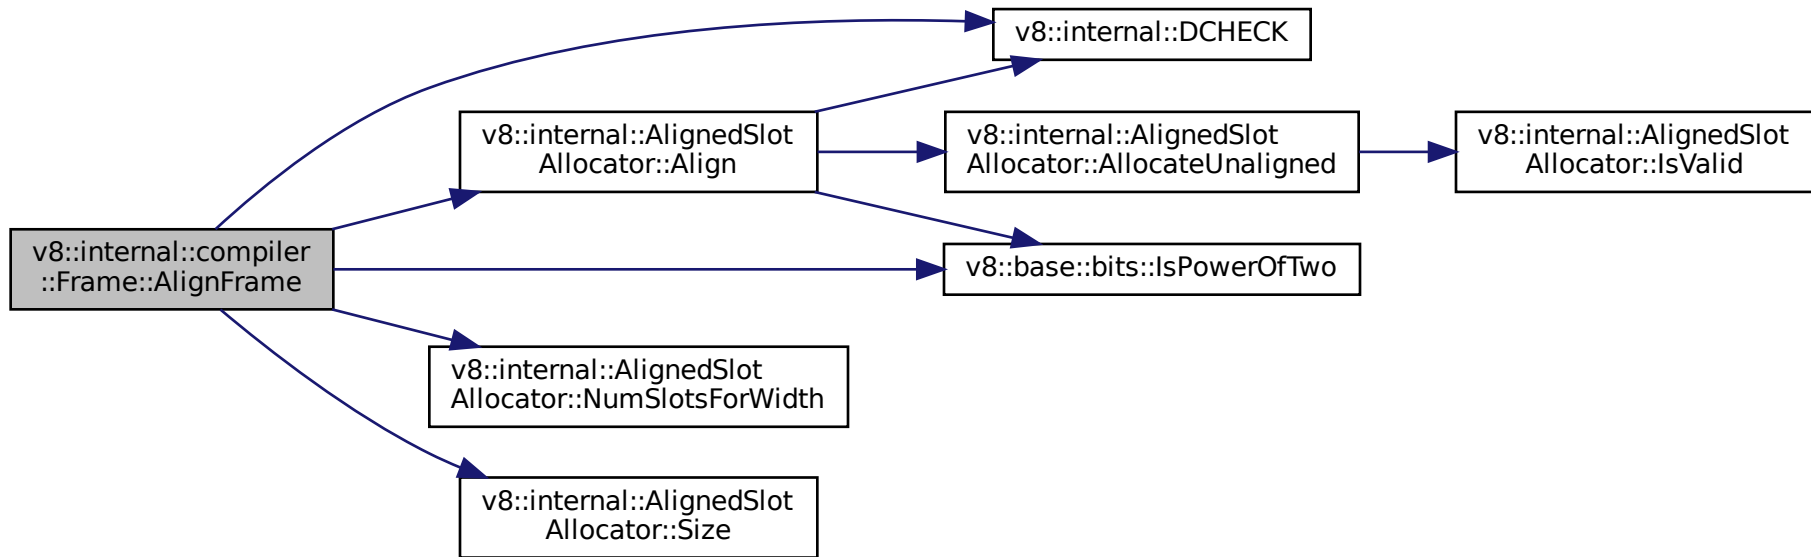 v8::internal::DCHECK
v8::internal::AlignedSlot
Allocator::Align
v8::internal::AlignedSlot
Allocator::AllocateUnaligned
v8::internal::AlignedSlot
Allocator::IsValid
v8::internal::compiler
::Frame::AlignFrame
v8::base::bits::IsPowerOfTwo
v8::internal::AlignedSlot
Allocator::NumSlotsForWidth
v8::internal::AlignedSlot
Allocator::Size